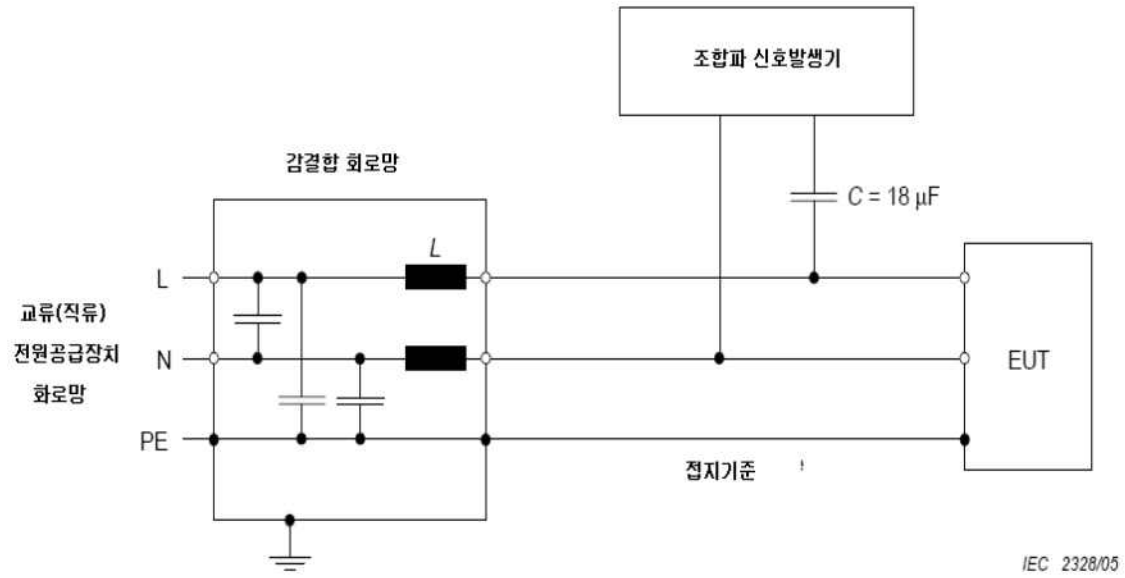 조합파 신호발생기
감결합 회로망
C = 18 μF
L
L
교류(직류)
전원공급장치
화로망
N
EUT
PE
접지기준
IEC 2328/05